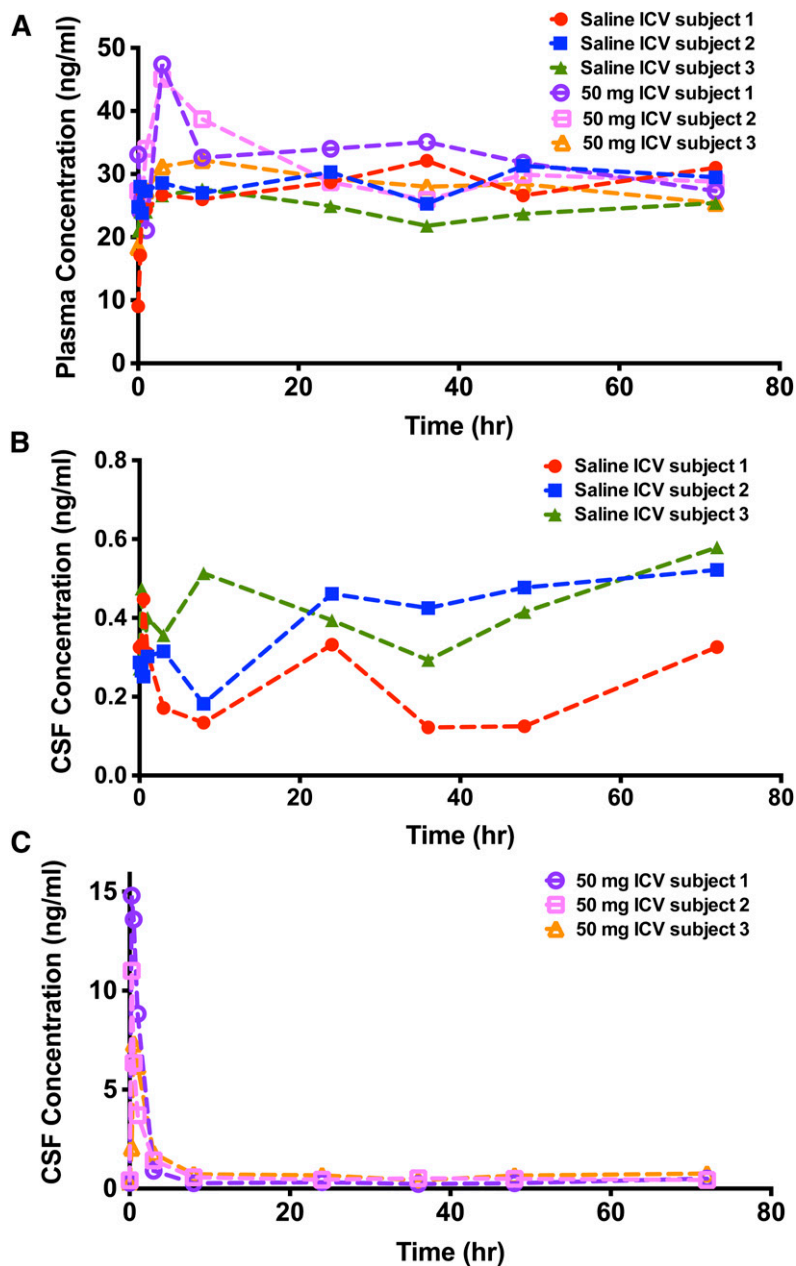 A
Saline ICV subject 1
Saline ICV subject 2
Saline ICV subject 3
50 mg ICV subject 1
50 mg ICV subject 2
50 mg ICV subject 3
Plasma Concentration (ng/ml)
50
40
30
20
10
0
0 20 40 60 80
Time (hr)
B
Saline ICV subject 1
Saline ICV subject 2
Saline ICV subject 3
CSF Concentration (ng/ml)
0.8
0.6
0.4
0.2
0.0
0 20 40 60 80
Time (hr)
C
50 mg ICV subject 1
50 mg ICV subject 2
50 mg ICV subject 3
CSF Concentration (ng/ml)
15
10
5
0
0 20 40 60 80
Time (hr)